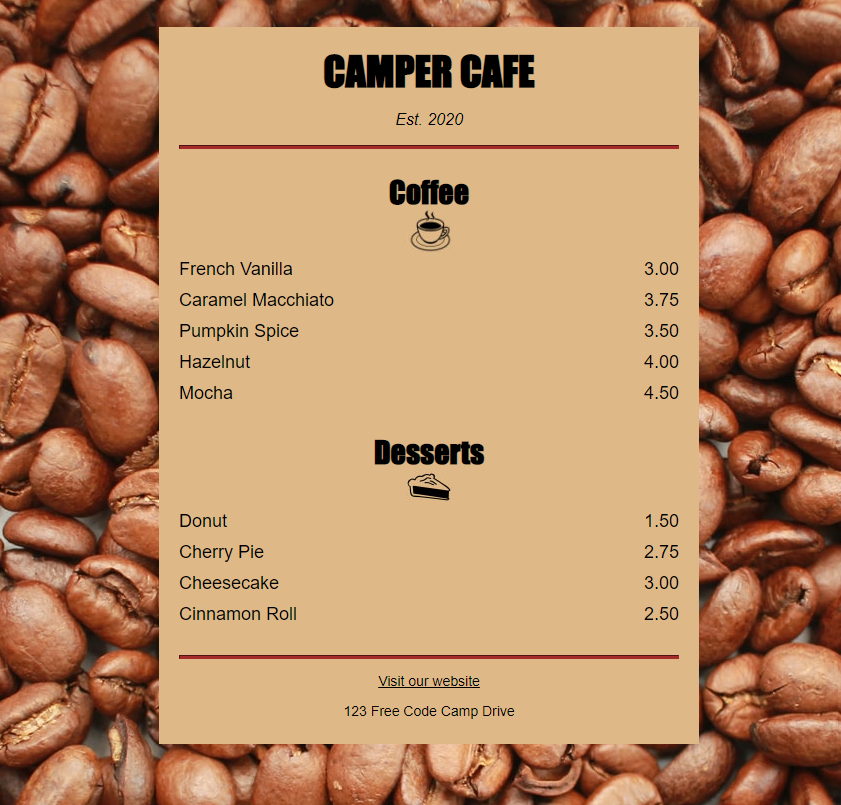 CAMPER CAFE
Est. 2020
Coffee
French Vanilla 3.00
Caramel Macchiato 3.75
Pumpkin Spice 3.50
Hazelnut 4.00
Mocha 4.50
Desserts
Donut 1.50
Cherry Pie 2.75
Cheesecake 3.00
Cinnamon Roll 2.50
Visit our website
123 Free Code Camp Drive